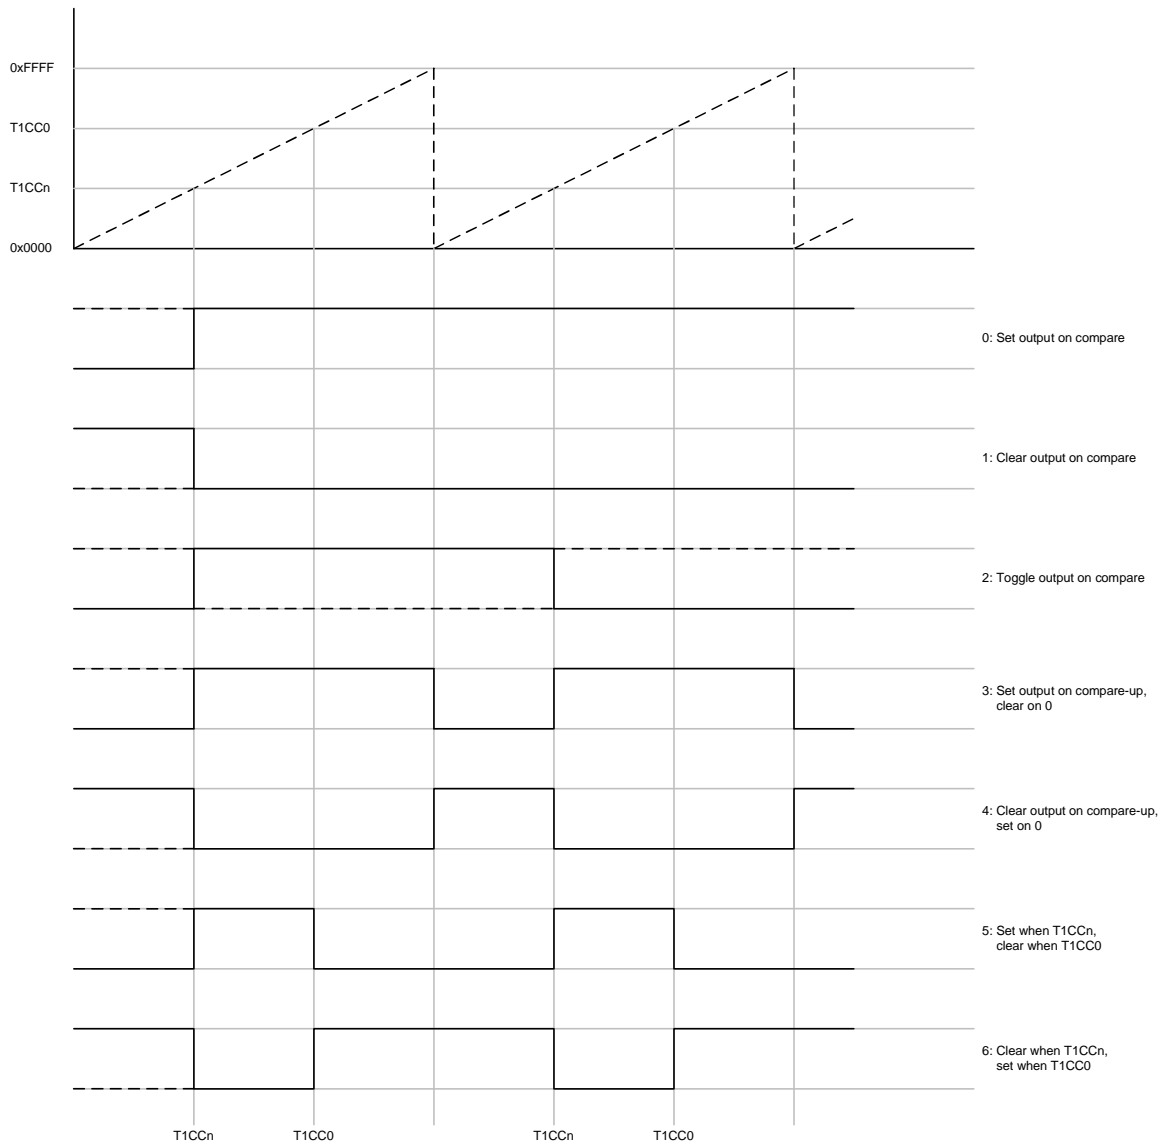 0xFFFF
T1CC0
T1CCn
0x0000
0: Set output on compare
1: Clear output on compare
2: Toggle output on compare
3: Set output on compare-up,
clear on 0
4: Clear output on compare-up,
set on 0
5: Set when T1CCn,
clear when T1CC0
6: Clear when T1CCn,
set when T1CC0
T1CCn T1CC0 T1CCn T1CC0